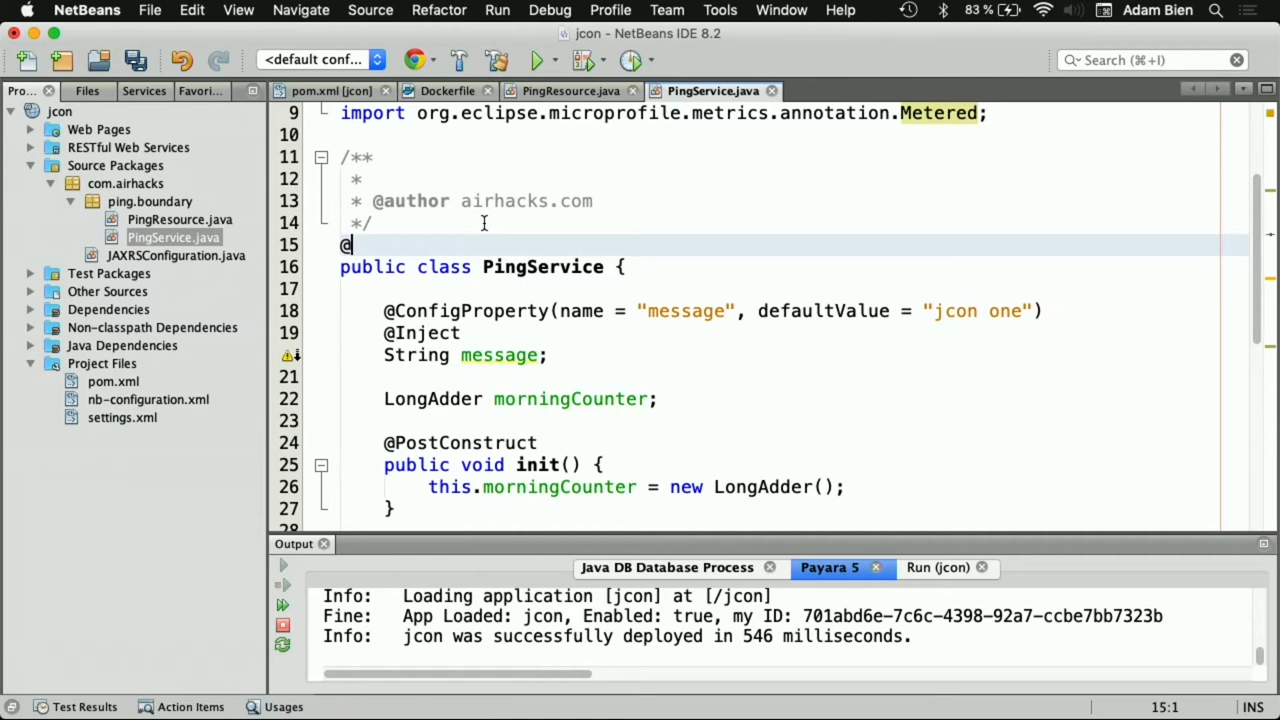 NetBeans File Edit View Navigate Source Refactor Run Debug Profile Team Tools Window Help 83 % Adam Bien
jcon - NetBeans IDE 8.2
<default conf... Search (⌘+I)
Pro... Files Services Favori... pom.xml [jcon] Dockerfile PingResource.java PingService.java
jcon
Web Pages
RESTful Web Services
Source Packages
com.airhacks
ping.boundary
PingResource.java
PingService.java
JAXRSConfiguration.java
Test Packages
Other Sources
Dependencies
Non-classpath Dependencies
Java Dependencies
Project Files
pom.xml
nb-configuration.xml
settings.xml
9 import org.eclipse.microprofile.metrics.annotation.Metered;
10
11 /**
12 *
13 * @author airhacks.com
14 */
15 @
16 public class PingService {
17
18 @ConfigProperty(name = "message", defaultValue = "jcon one")
19 @Inject
String message;
21
22 LongAdder morningCounter;
23
24 @PostConstruct
25 public void init() {
26 this.morningCounter = new LongAdder();
27 }
28
Output
Java DB Database Process Payara 5 Run (jcon)
Info: Loading application [jcon] at [/jcon]
Fine: App Loaded: jcon, Enabled: true, my ID: 701abd6e-7c6c-4398-92a7-ccbe7bb7323b
Info: jcon was successfully deployed in 546 milliseconds.
Test Results Action Items Usages 15:1 INS